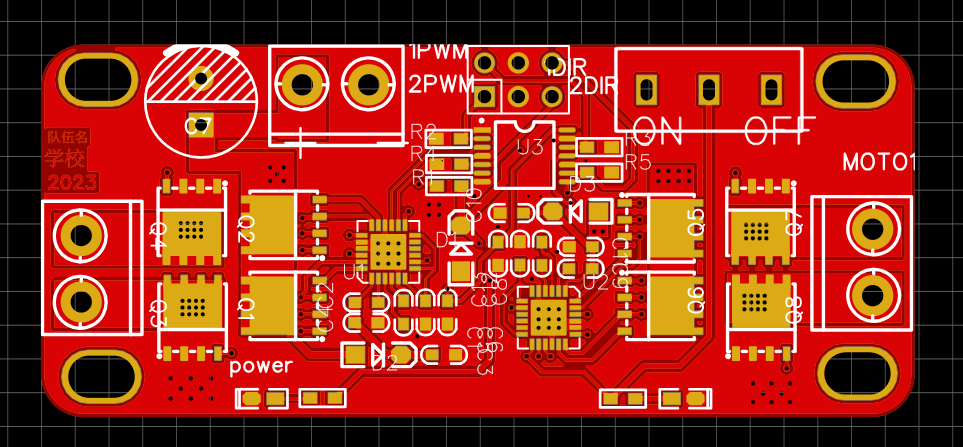 1PWM
2PWM
1DIR
2DIR
C7
ON
OFF
队伍名
学校
2023
R2
R4
R1
U3
R3
R5
MOTO1
D3
C10
D1
Q4
Q2
Q5
Q7
U1
U2
Q3
Q1
Q6
Q8
D2
power